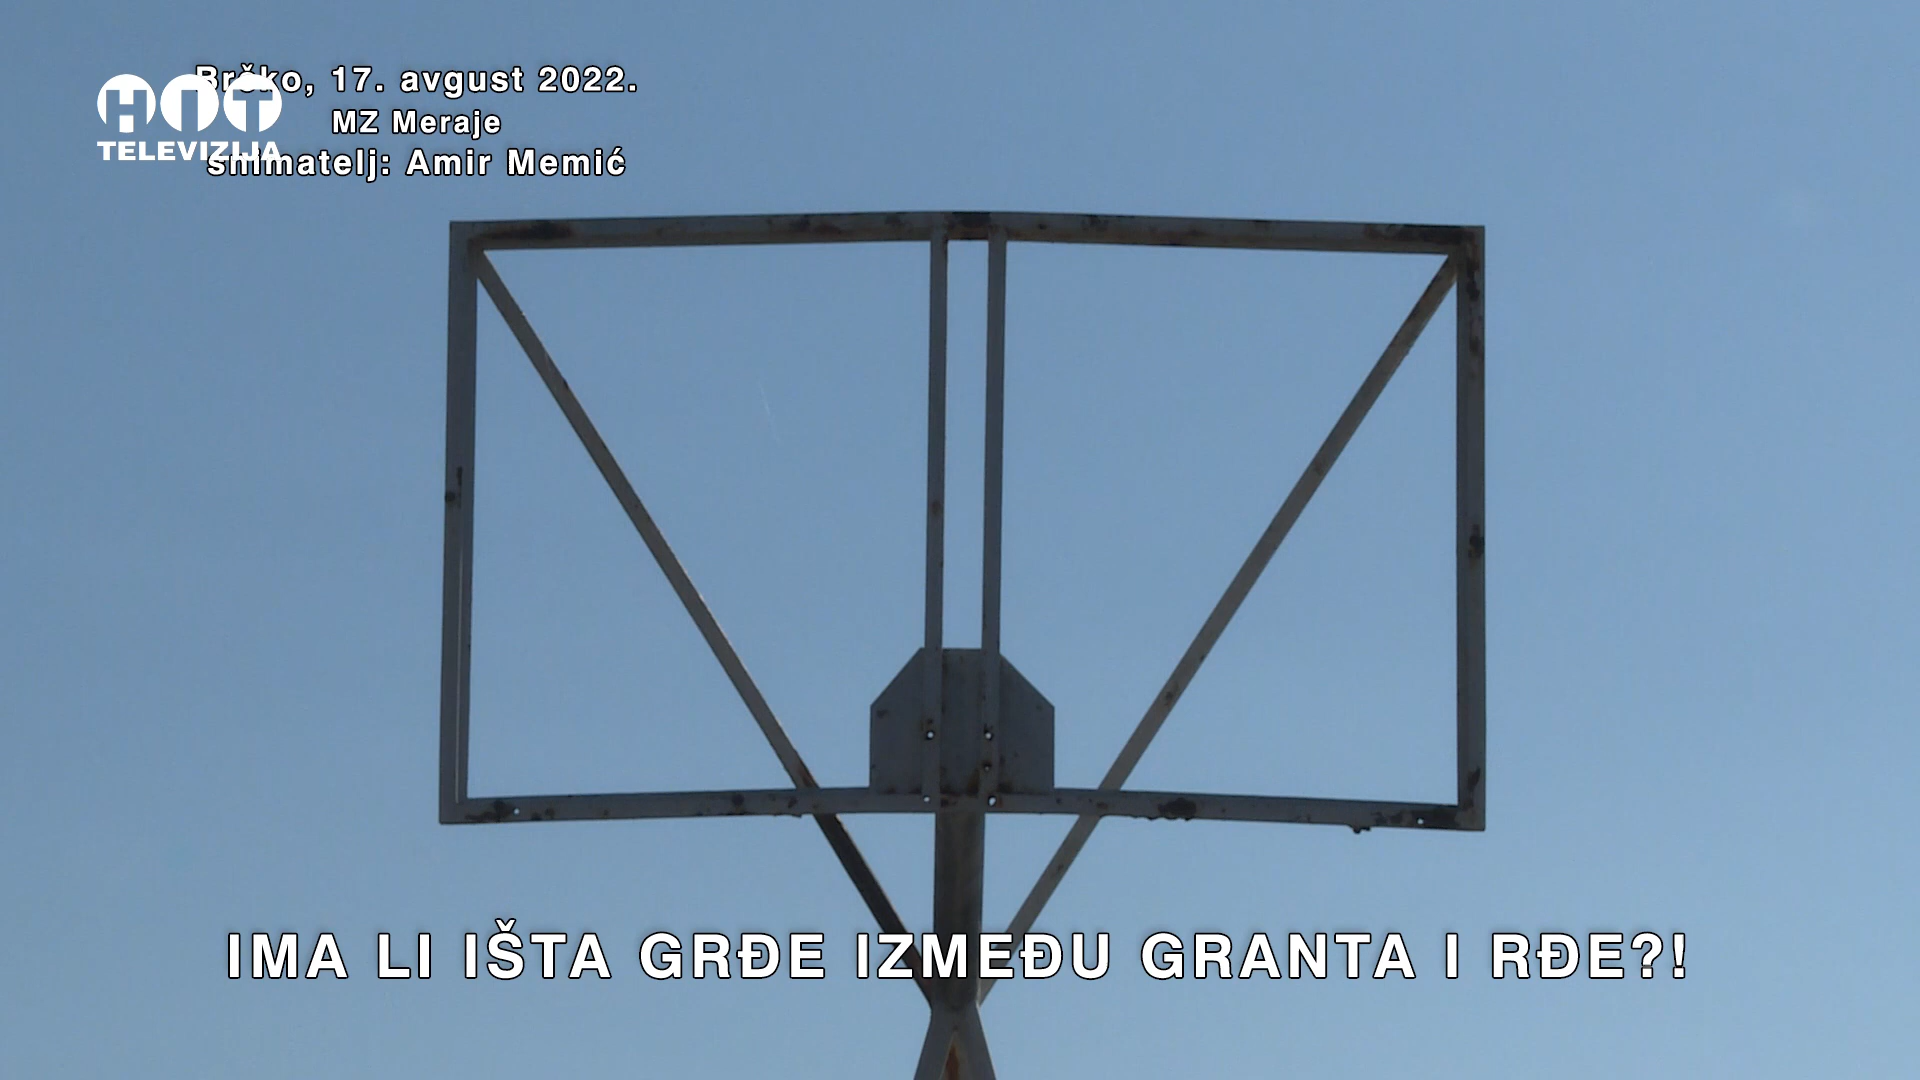 Brčko, 17. avgust 2022.
MZ Meraje
snimatelj: Amir Memić
HIT
TELEVIZIJA
IMA LI IŠTA GRĐE IZMEĐU GRANTA I RĐE?!